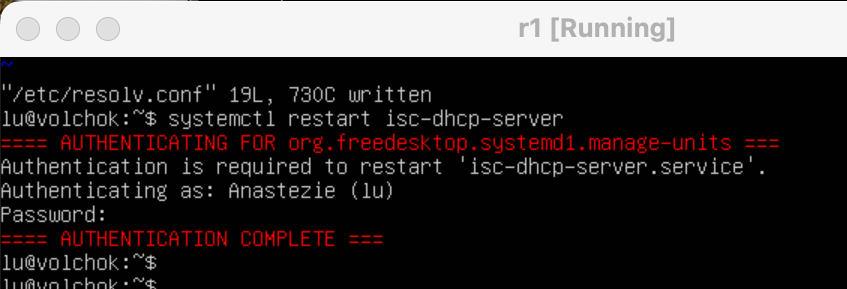 r1 [Running]
~
"/etc/resolv.conf" 19L, 730C written
lu@volchok:~$ systemctl restart isc-dhcp-server
==== AUTHENTICATING FOR org.freedesktop.systemd1.manage-units ===
Authentication is required to restart 'isc-dhcp-server.service'.
Authenticating as: Anastezie (lu)
Password:
==== AUTHENTICATION COMPLETE ===
lu@volchok:~$
lu@volchok:~$